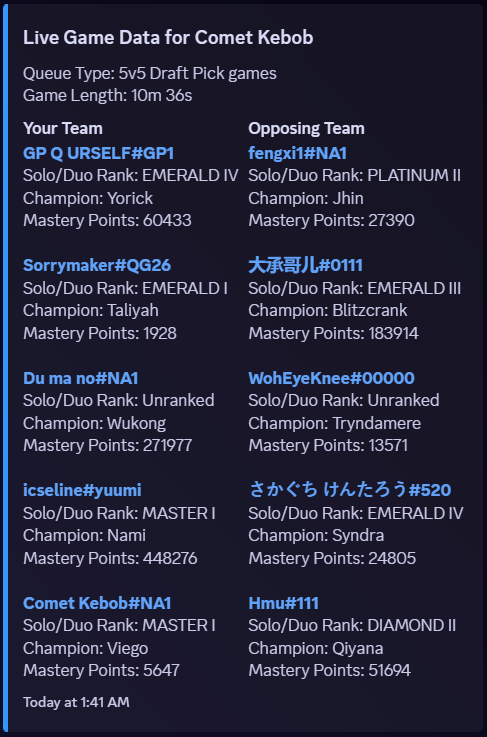 Live Game Data for Comet Kebob
Queue Type: 5v5 Draft Pick games
Game Length: 10m 36s
Your Team
GP Q URSELF#GP1
Solo/Duo Rank: EMERALD IV
Champion: Yorick
Mastery Points: 60433
Sorrymaker#QG26
Solo/Duo Rank: EMERALD I
Champion: Taliyah
Mastery Points: 1928
Du ma no#NA1
Solo/Duo Rank: Unranked
Champion: Wukong
Mastery Points: 271977
icseline#yuumi
Solo/Duo Rank: MASTER I
Champion: Nami
Mastery Points: 448276
Comet Kebob#NA1
Solo/Duo Rank: MASTER I
Champion: Viego
Mastery Points: 5647
Opposing Team
fengxi1#NA1
Solo/Duo Rank: PLATINUM II
Champion: Jhin
Mastery Points: 27390
大承哥儿#0111
Solo/Duo Rank: EMERALD III
Champion: Blitzcrank
Mastery Points: 183914
WohEyeKnee#00000
Solo/Duo Rank: Unranked
Champion: Tryndamere
Mastery Points: 13571
さかぐち けんたろう#520
Solo/Duo Rank: EMERALD IV
Champion: Syndra
Mastery Points: 24805
Hmu#111
Solo/Duo Rank: DIAMOND II
Champion: Qiyana
Mastery Points: 51694
Today at 1:41 AM